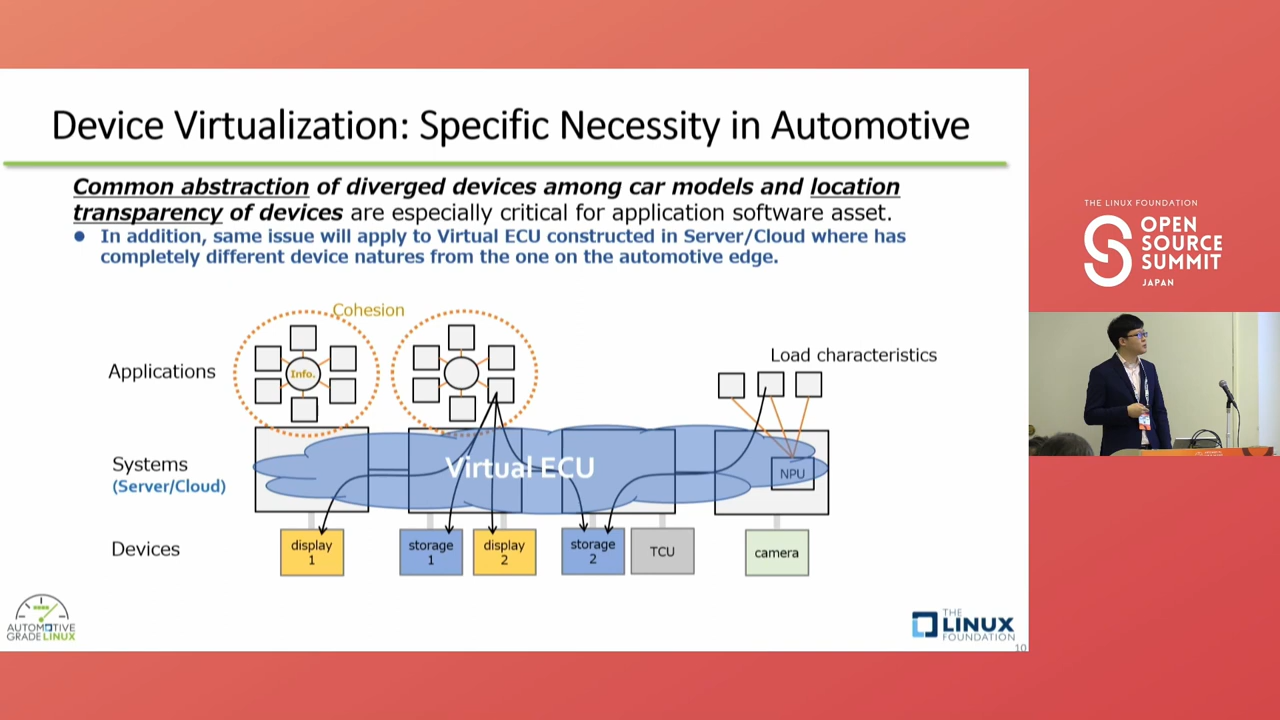 Device Virtualization: Specific Necessity in Automotive
Common abstraction of diverged devices among car models and location
transparency of devices are especially critical for application software asset.
● In addition, same issue will apply to Virtual ECU constructed in Server/Cloud where has
completely different device natures from the one on the automotive edge.
Cohesion
Applications
Info.
Load characteristics
Systems
(Server/Cloud)
Virtual ECU
NPU
Devices
display
1
storage
1
display
2
storage
2
TCU
camera
AUTOMOTIVE
GRADE LINUX
THE
LINUX
FOUNDATION
10
THE LINUX FOUNDATION
OPEN
SOURCE
SUMMIT
JAPAN